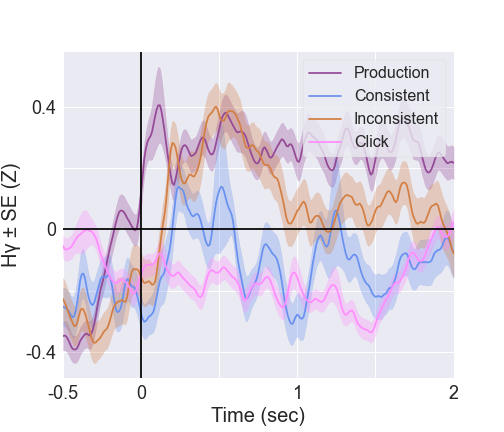 Production
Consistent
Inconsistent
Click
0.4
0
-0.4
Hγ ± SE (Z)
-0.5 0 1 2
Time (sec)